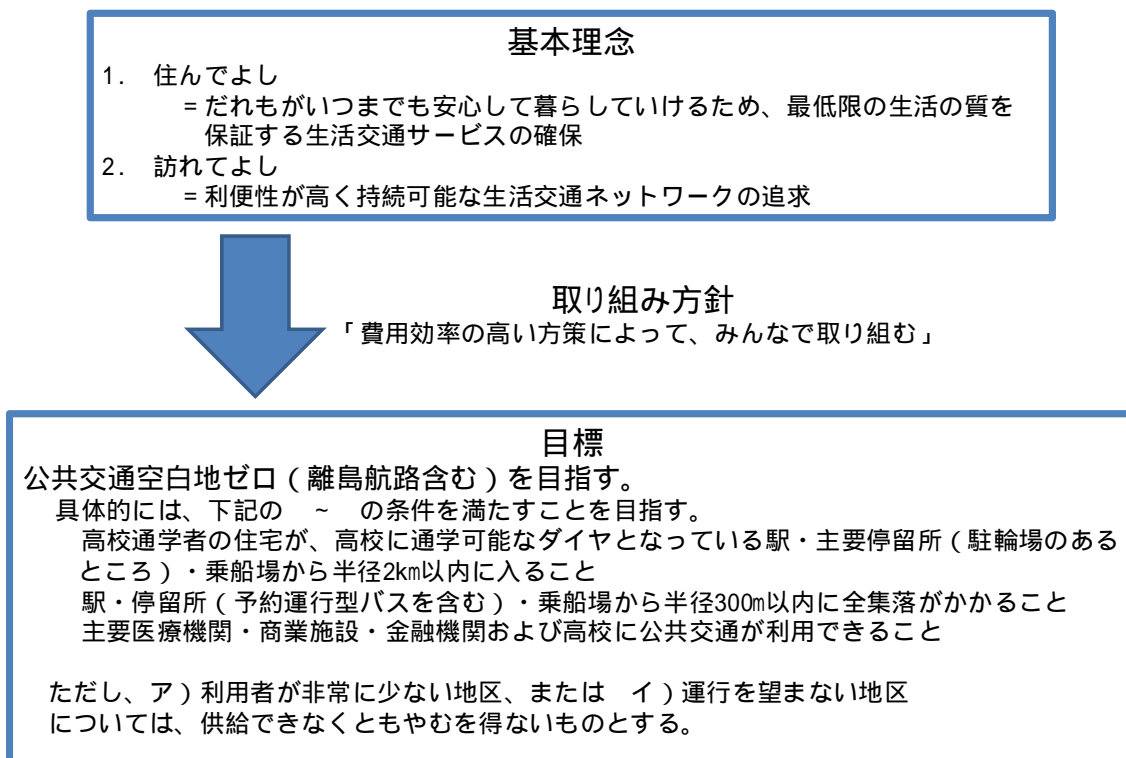 基本理念
1. 住んでよし
＝だれもがいつまでも安心して暮らしていけるため、最低限の生活の質を
保証する生活交通サービスの確保
2. 訪れてよし
＝利便性が高く持続可能な生活交通ネットワークの追求
取り組み方針
「費用効率の高い方策によって、みんなで取り組む」
目標
公共交通空白地ゼロ（離島航路含む）を目指す。
具体的には、下記の　～　の条件を満たすことを目指す。
高校通学者の住宅が、高校に通学可能なダイヤとなっている駅・主要停留所（駐輪場のある
ところ）・乗船場から半径2㎞以内に入ること
駅・停留所（予約運行型バスを含む）・乗船場から半径300m以内に全集落がかかること
主要医療機関・商業施設・金融機関および高校に公共交通が利用できること
ただし、ア）利用者が非常に少ない地区、または　イ）運行を望まない地区
については、供給できなくともやむを得ないものとする。